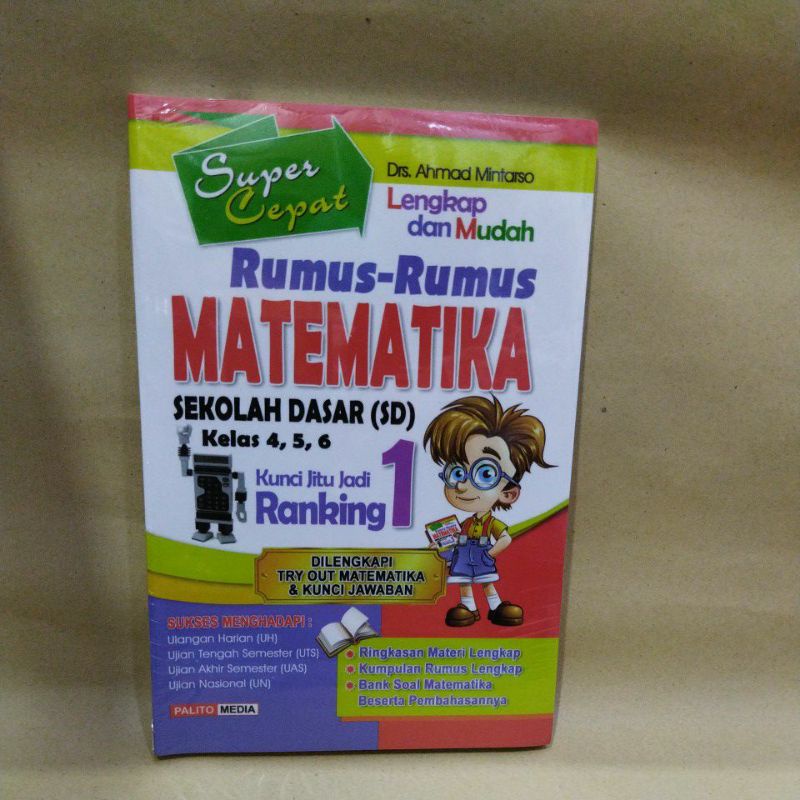 Super
Cepat
Drs. Ahmad Mintarso
Lengkap
dan Mudah
Rumus-Rumus
MATEMATIKA
SEKOLAH DASAR (SD)
Kelas 4, 5, 6
Kunci Jitu Jadi
Ranking 1
DILENGKAPI
TRY OUT MATEMATIKA
& KUNCI JAWABAN
SUKSES MENGHADAPI :
Ulangan Harian (UH)
Ujian Tengah Semester (UTS)
Ujian Akhir Semester (UAS)
Ujian Nasional (UN)
• Ringkasan Materi Lengkap
• Kumpulan Rumus Lengkap
• Bank Soal Matematika
Beserta Pembahasannya
PALITO MEDIA